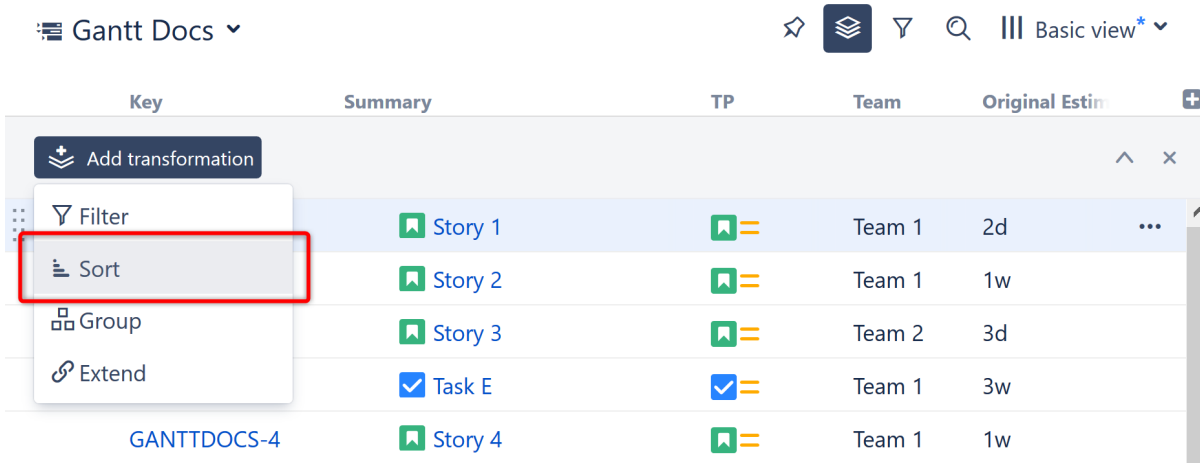 Gantt Docs Basic view*
Key Summary TP Team Original Estim
Add transformation
Filter
Story 1 Team 1 2d
Sort
Story 2 Team 1 1w
Group
Story 3 Team 2 3d
Extend
Task E Team 1 3w
GANTTDOCS-4 Story 4 Team 1 1w